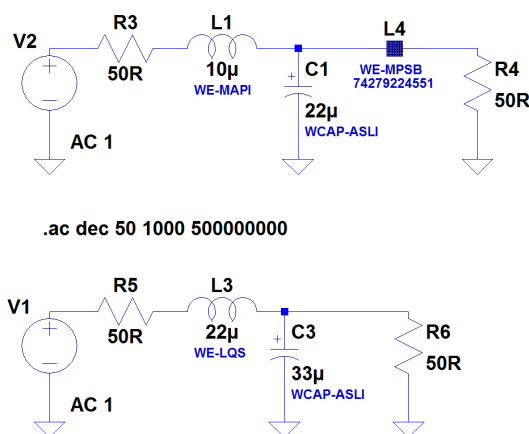 V2
R3
50R
L1
10µ
WE-MAPI
C1
22µ
WCAP-ASLI
L4
WE-MPSB
74279224551
R4
50R
AC 1
.ac dec 50 1000 500000000
V1
R5
50R
L3
22µ
WE-LQS
C3
33µ
WCAP-ASLI
R6
50R
AC 1